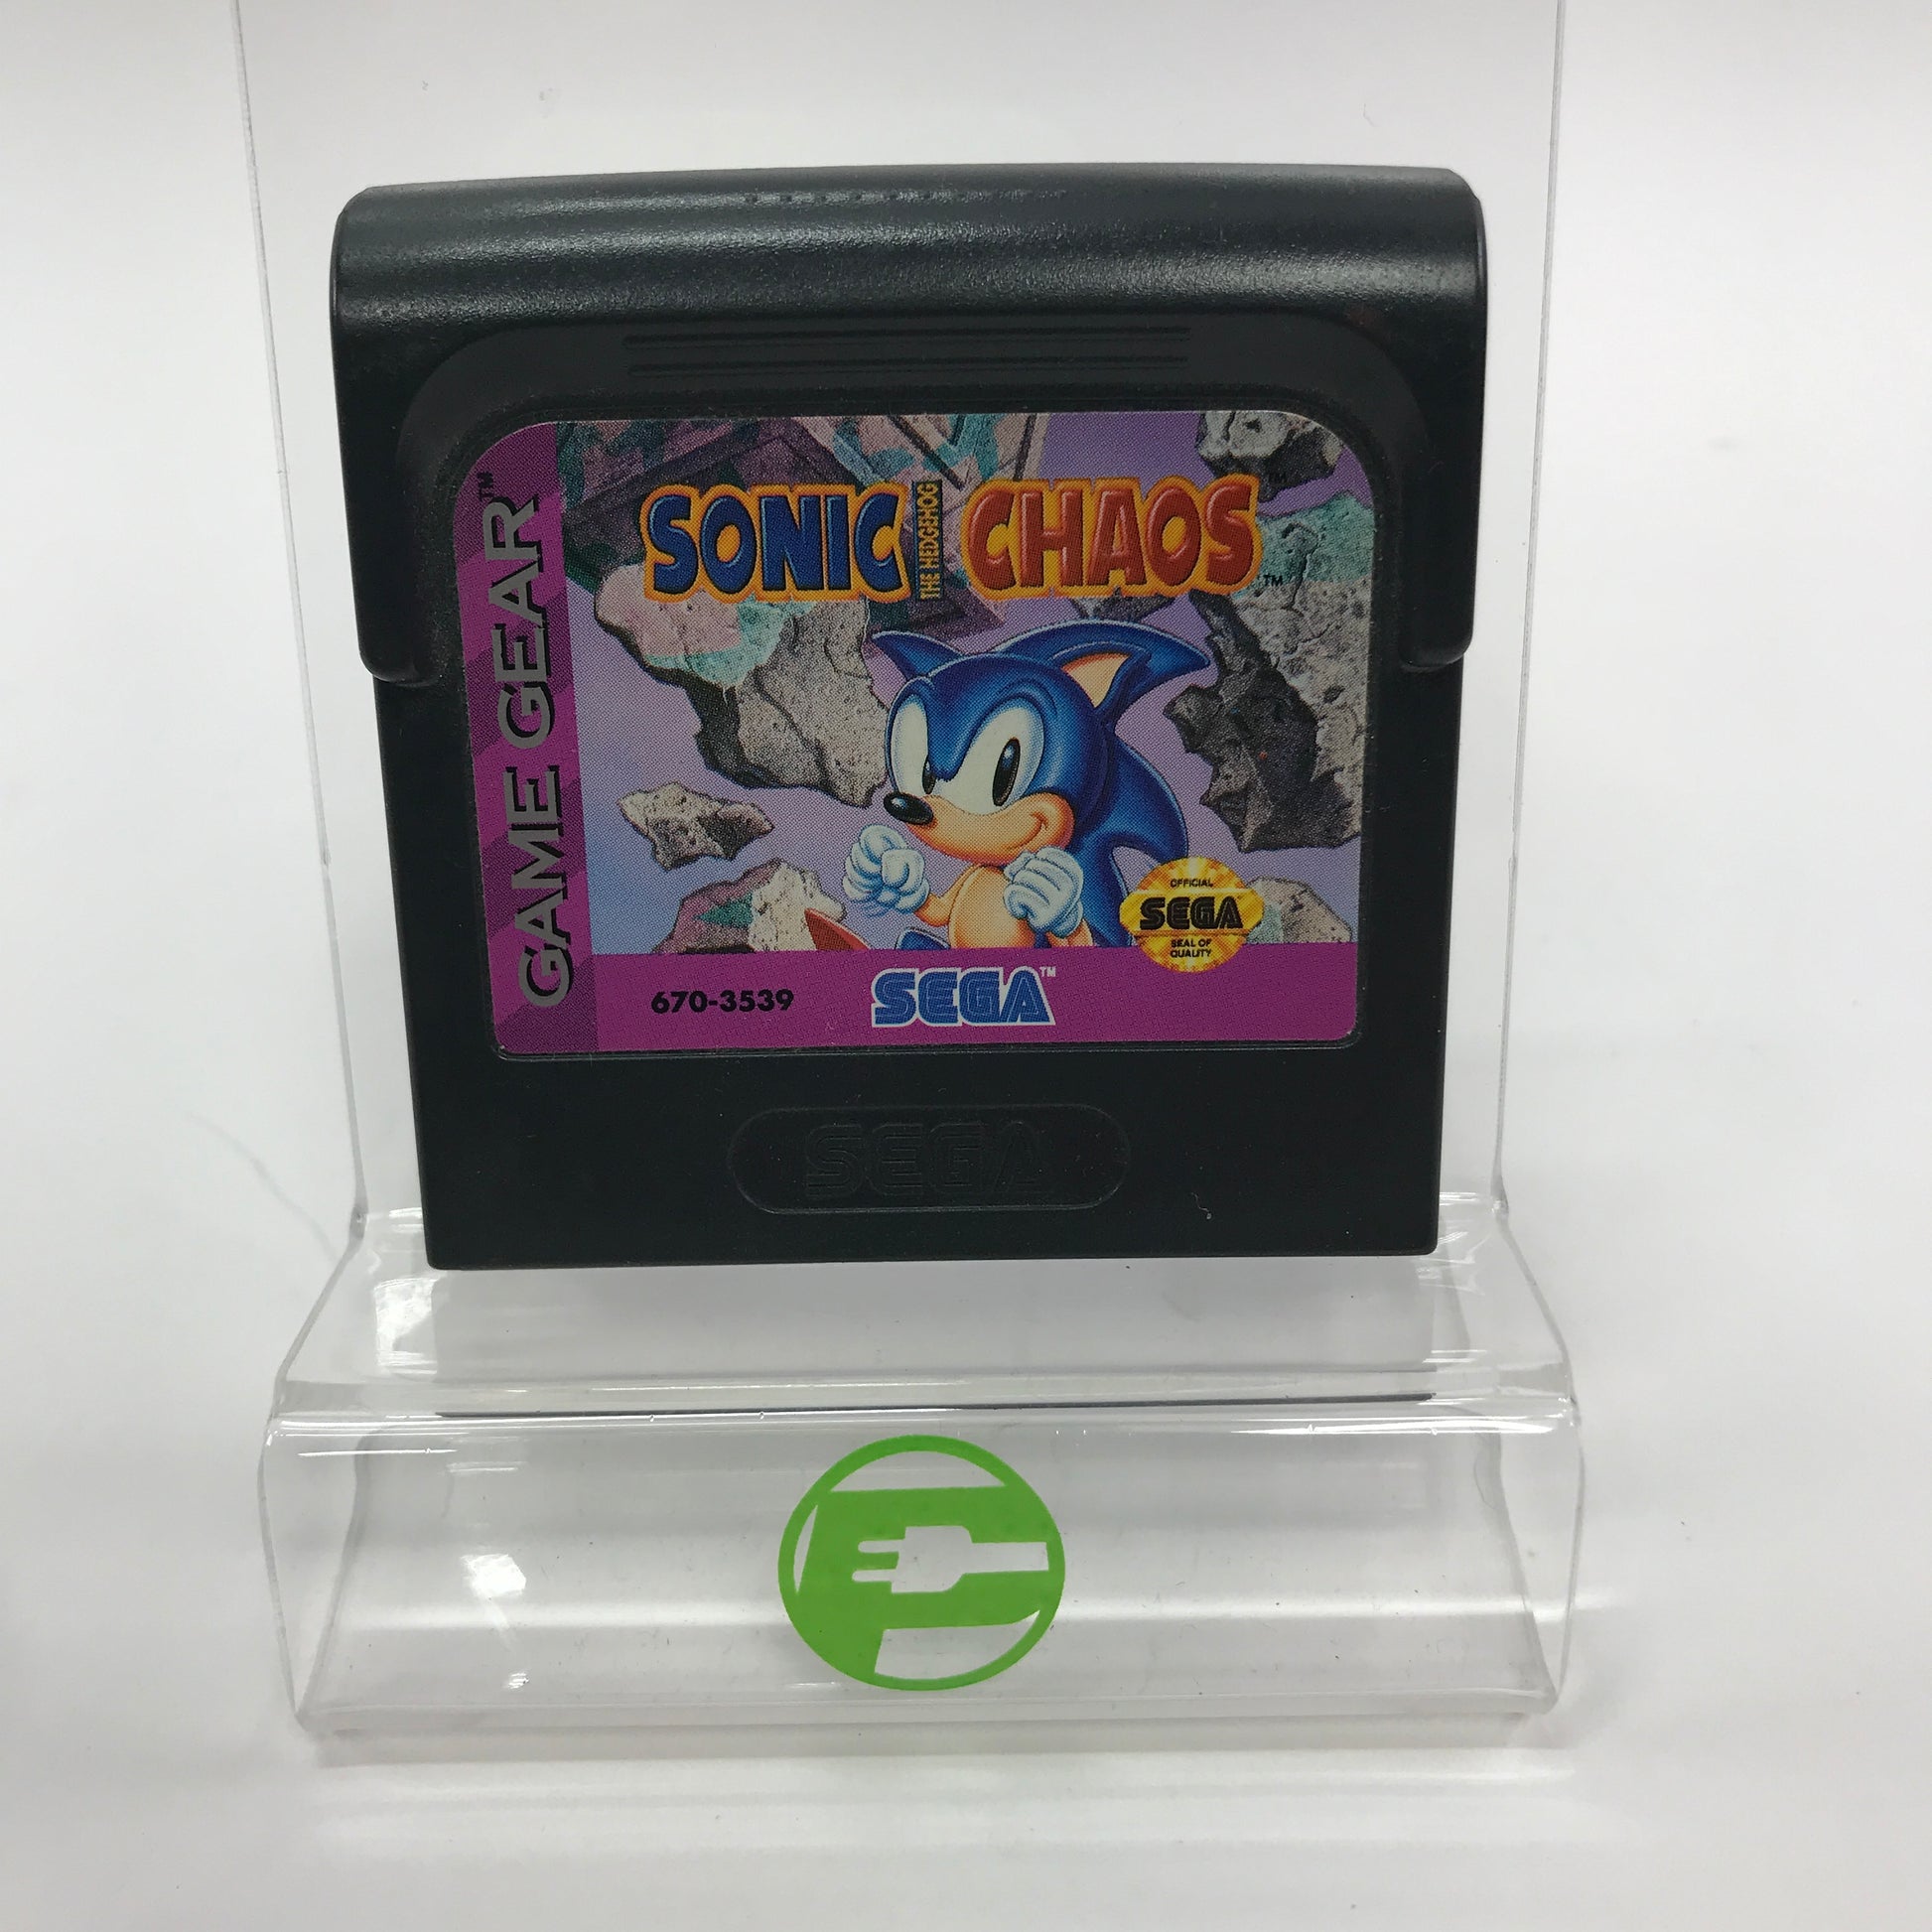 SONIC THE HEDGEHOG CHAOS™
GAME GEAR™
OFFICIAL
SEGA
SEAL OF
QUALITY
670-3539
SEGA™
SEGA